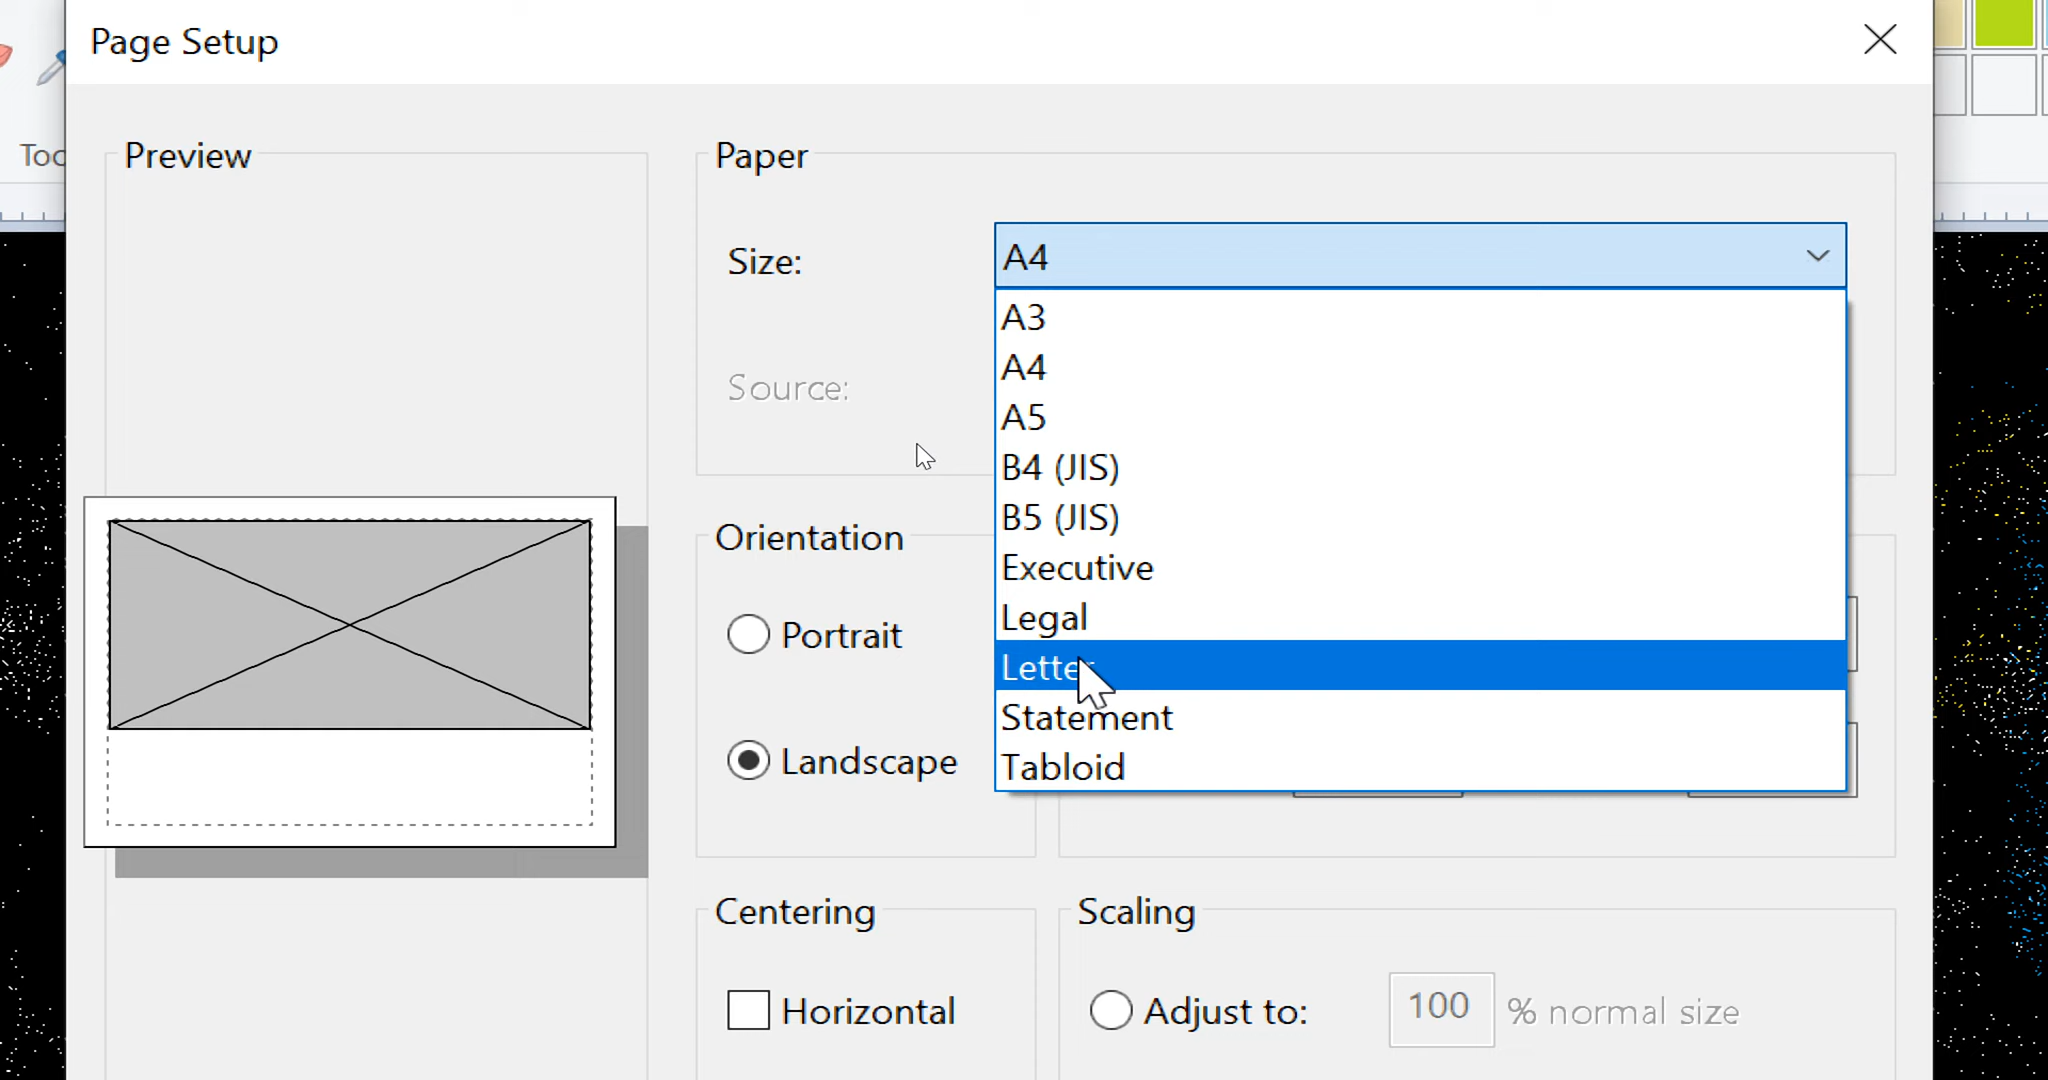 Page Setup
Preview
Paper
Size:
A4
A3
A4
A5
B4 (JIS)
B5 (JIS)
Executive
Legal
Letter
Statement
Tabloid
Source:
Orientation
Portrait
Landscape
Centering
Horizontal
Scaling
Adjust to:
100
% normal size